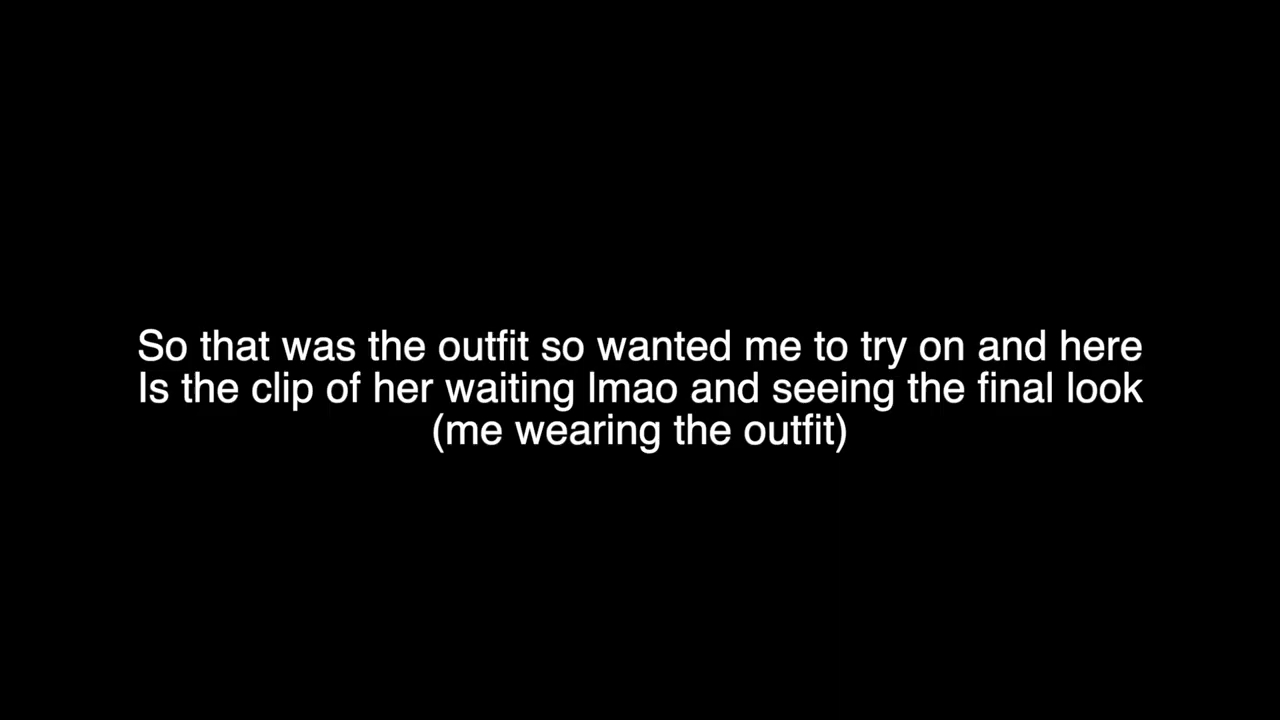 So that was the outfit so wanted me to try on and here
Is the clip of her waiting lmao and seeing the final look
(me wearing the outfit)